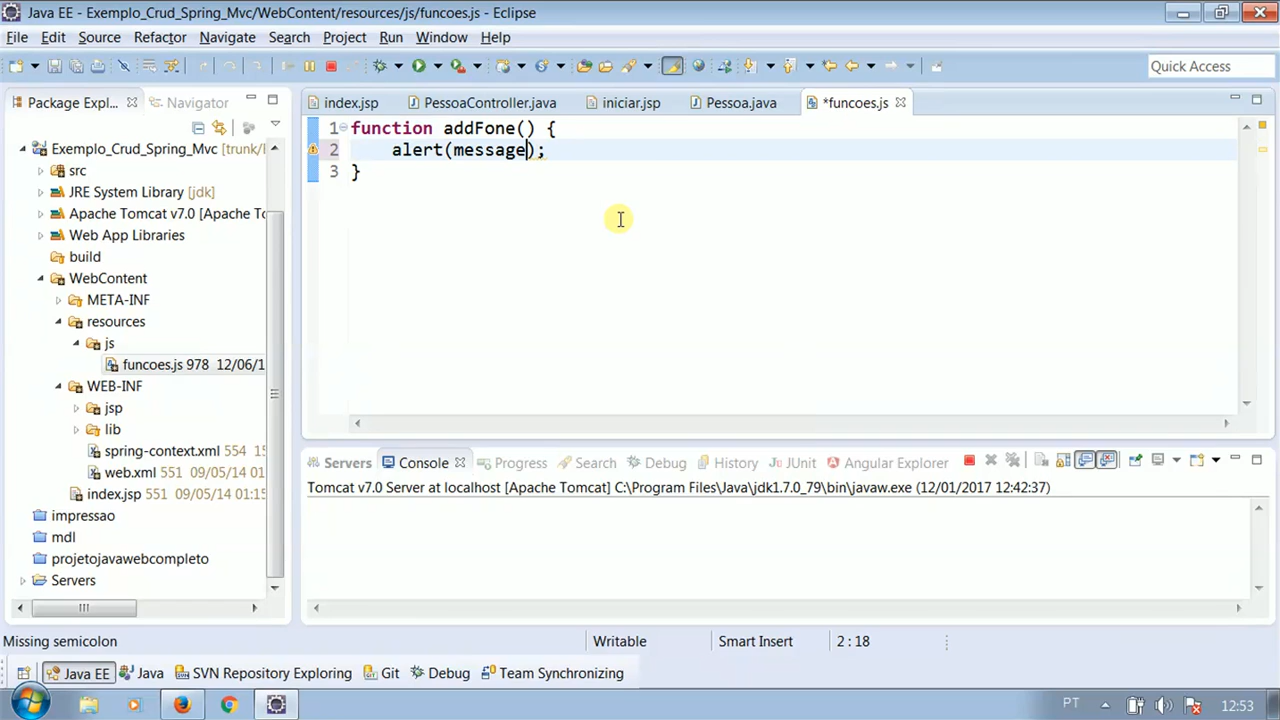 Java EE - Exemplo_Crud_Spring_Mvc/WebContent/resources/js/funcoes.js - Eclipse
File Edit Source Refactor Navigate Search Project Run Window Help
Quick Access
Package Expl... Navigator
index.jsp PessoaController.java iniciar.jsp Pessoa.java *funcoes.js
1 function addFone() {
2 alert(message);
3 }
Exemplo_Crud_Spring_Mvc [trunk/E
src
JRE System Library [jdk]
Apache Tomcat v7.0 [Apache Tc
Web App Libraries
build
WebContent
META-INF
resources
js
funcoes.js 978 12/06/1
WEB-INF
jsp
lib
spring-context.xml 554 15
web.xml 551 09/05/14 01
index.jsp 551 09/05/14 01:15
impressao
mdl
projetojavawebcompleto
Servers
Servers Console Progress Search Debug History JUnit Angular Explorer
Tomcat v7.0 Server at localhost [Apache Tomcat] C:\Program Files\Java\jdk1.7.0_79\bin\javaw.exe (12/01/2017 12:42:37)
Missing semicolon Writable Smart Insert 2 : 18
Java EE Java SVN Repository Exploring Git Debug Team Synchronizing
PT 12:53